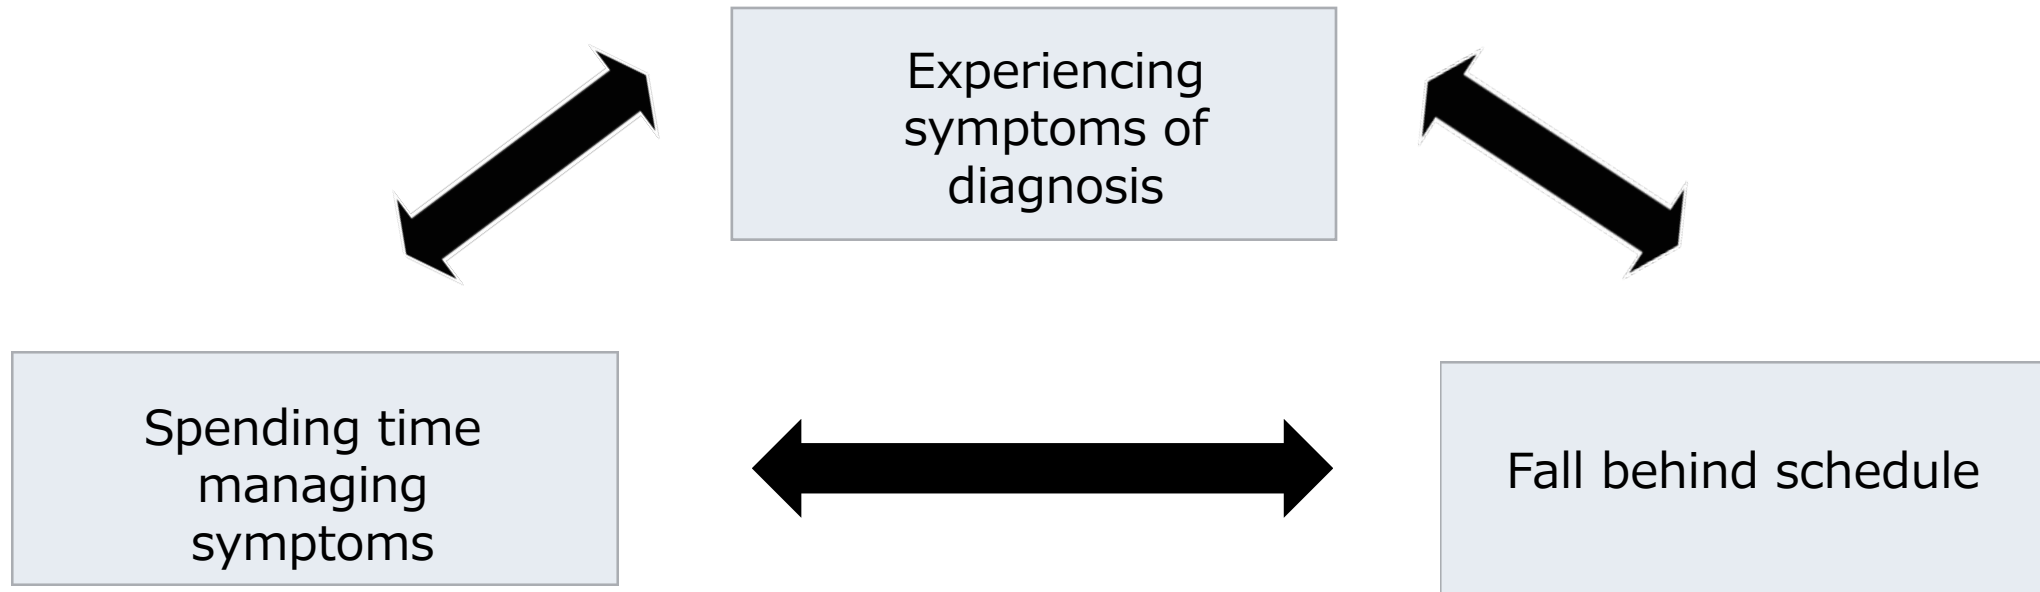 Experiencing
symptoms of
diagnosis
Spending time
managing
symptoms
Fall behind schedule